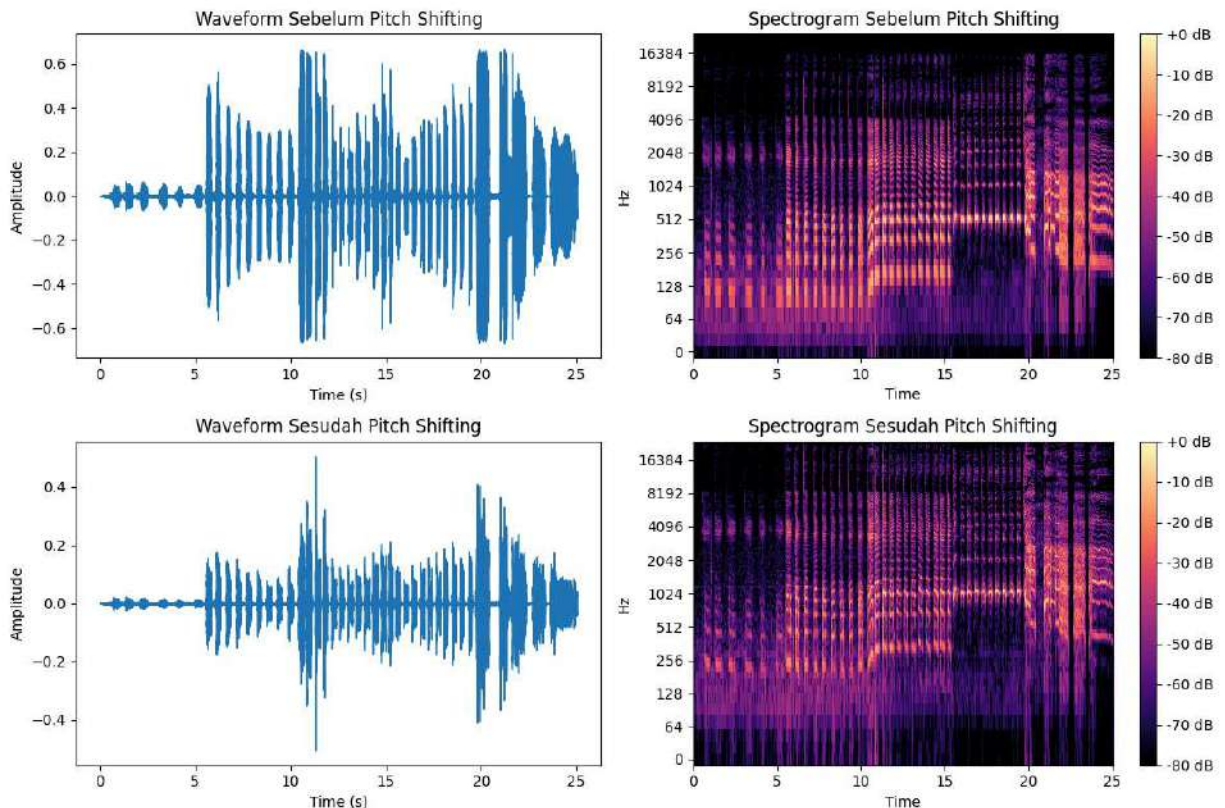 Waveform Sebelum Pitch Shifting
0.6
0.4
0.2
0.0
−0.2
−0.4
−0.6
Amplitude
0 5 10 15 20 25
Time (s)
Spectrogram Sebelum Pitch Shifting
16384
8192
4096
2048
1024
512
256
128
64
0
Hz
0 5 10 15 20 25
Time
+0 dB
-10 dB
-20 dB
-30 dB
-40 dB
-50 dB
-60 dB
-70 dB
-80 dB
Waveform Sesudah Pitch Shifting
0.4
0.2
0.0
−0.2
−0.4
Amplitude
0 5 10 15 20 25
Time (s)
Spectrogram Sesudah Pitch Shifting
16384
8192
4096
2048
1024
512
256
128
64
0
Hz
0 5 10 15 20 25
Time
+0 dB
-10 dB
-20 dB
-30 dB
-40 dB
-50 dB
-60 dB
-70 dB
-80 dB